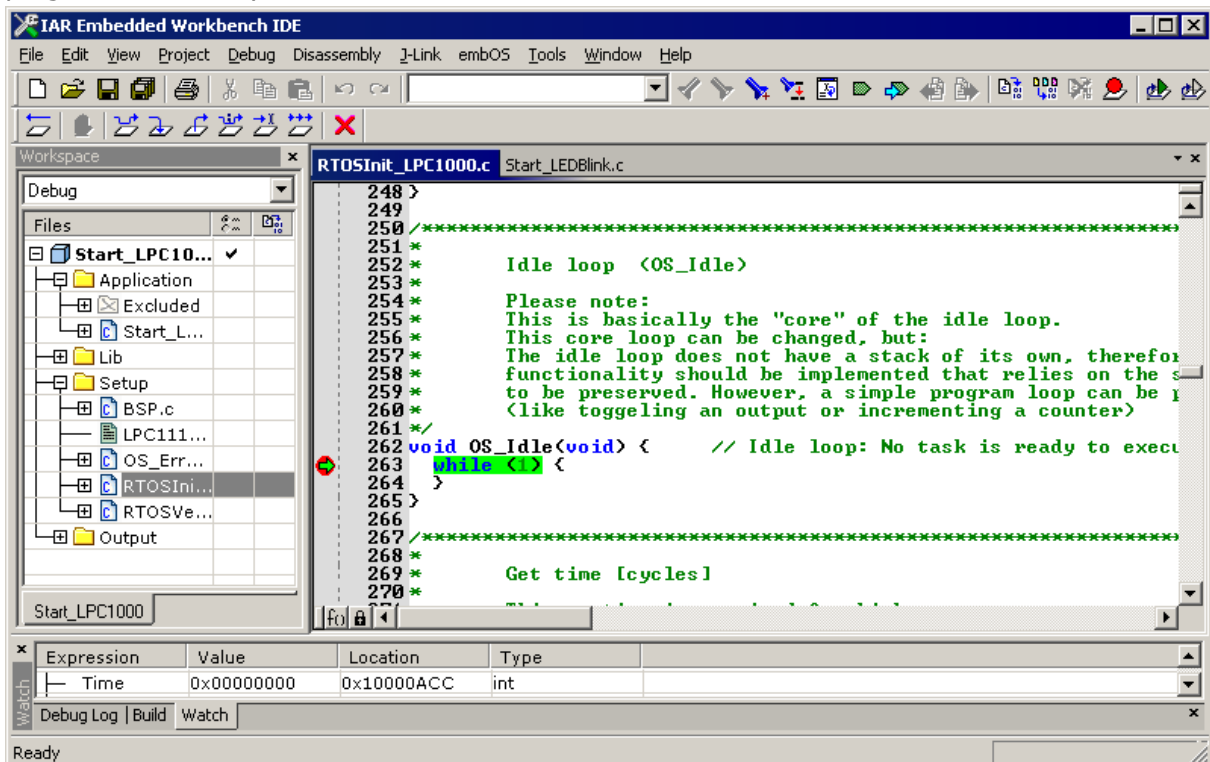 IAR Embedded Workbench IDE
File Edit View Project Debug Disassembly J-Link embOS Tools Window Help
Workspace
Debug
Files
Start_LPC10...
Application
Excluded
Start_L...
Lib
Setup
BSP.c
LPC111...
OS_Err...
RTOSIni...
RTOSVe...
Output
Start_LPC1000
RTOSInit_LPC1000.c Start_LEDBlink.c
248 }
249
250 /*****************************************************************
251 *
252 * Idle loop (OS_Idle)
253 *
254 * Please note:
255 * This is basically the "core" of the idle loop.
256 * This core loop can be changed, but:
257 * The idle loop does not have a stack of its own, therefor
258 * functionality should be implemented that relies on the s
259 * to be preserved. However, a simple program loop can be p
260 * (like toggeling an output or incrementing a counter)
261 */
262 void OS_Idle(void) { // Idle loop: No task is ready to execu
263 while (1) {
264 }
265 }
266
267 /*****************************************************************
268 *
269 * Get time [cycles]
270 *
f()
Expression Value Location Type
Time 0x00000000 0x10000ACC int
Watch
Debug Log Build Watch
Ready